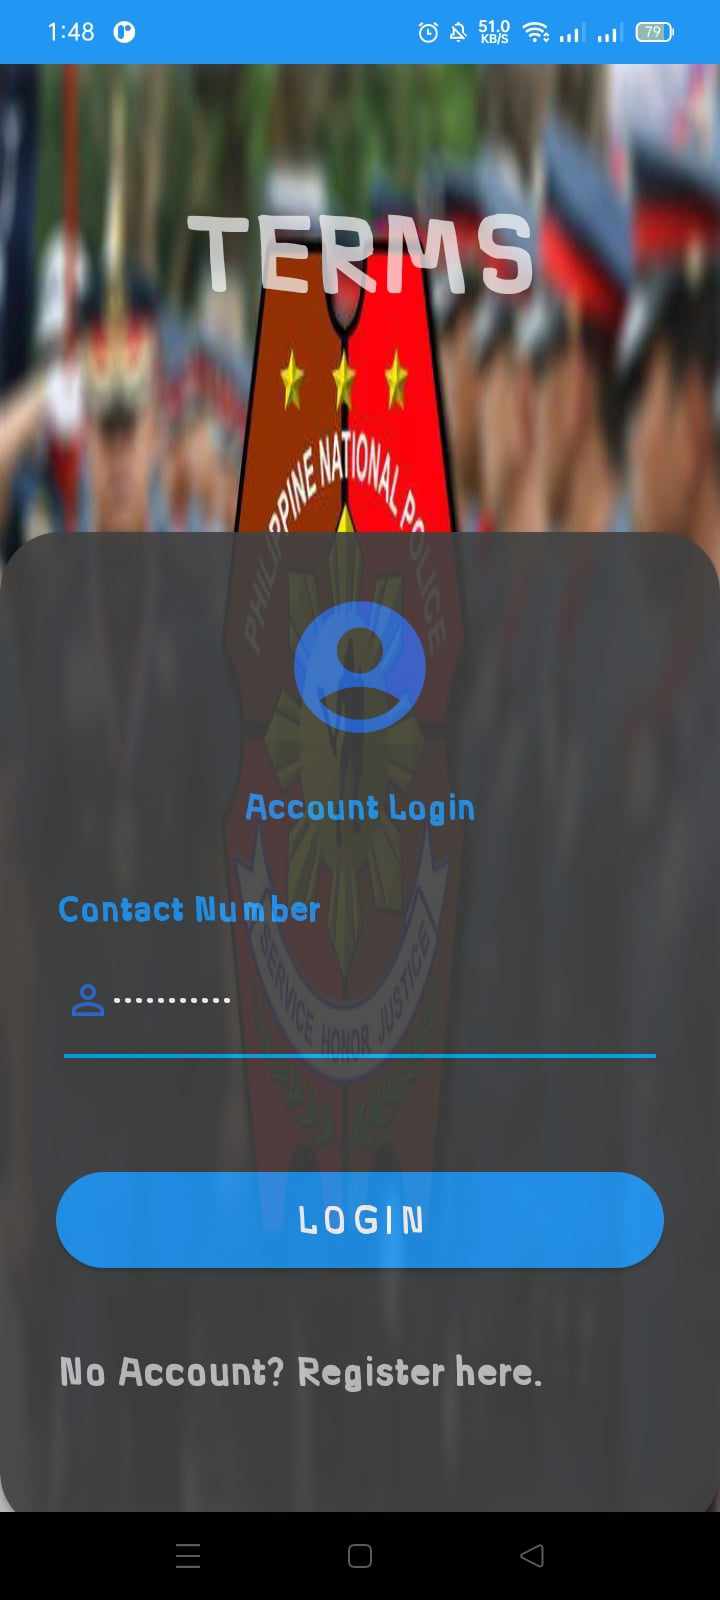 1:48
51.0
KB/S
79
TERMS
PHILIPPINE NATIONAL POLICE
Account Login
Contact Number
SERVICE HONOR JUSTICE
LOGIN
No Account? Register here.